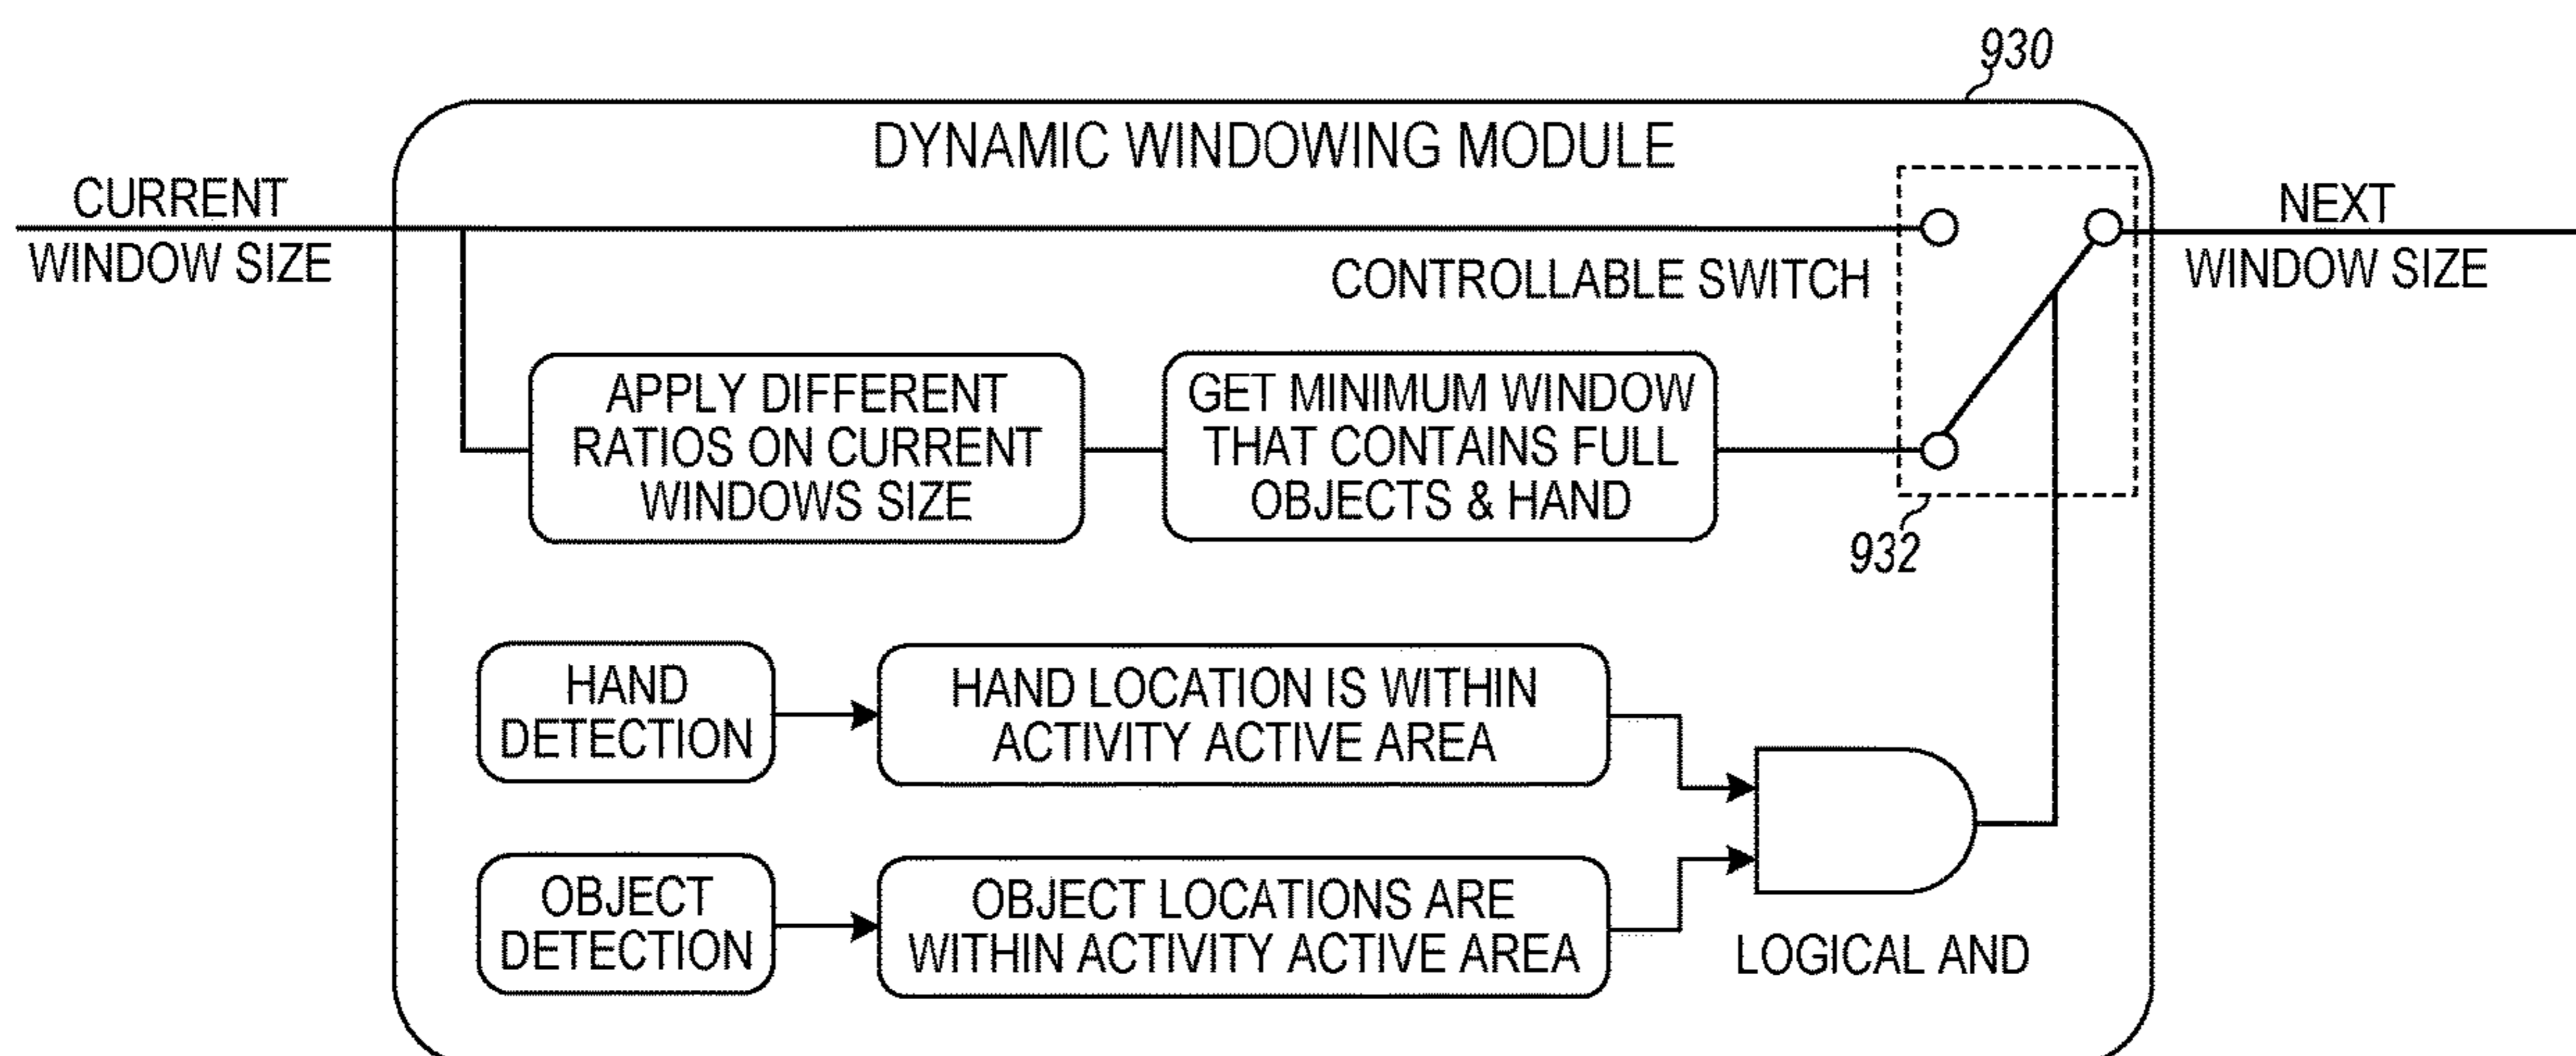 930
DYNAMIC WINDOWING MODULE
CURRENT
WINDOW SIZE
NEXT
WINDOW SIZE
CONTROLLABLE SWITCH
APPLY DIFFERENT
RATIOS ON CURRENT
WINDOWS SIZE
GET MINIMUM WINDOW
THAT CONTAINS FULL
OBJECTS & HAND
932
HAND
DETECTION
HAND LOCATION IS WITHIN
ACTIVITY ACTIVE AREA
OBJECT
DETECTION
OBJECT LOCATIONS ARE
WITHIN ACTIVITY ACTIVE AREA
LOGICAL AND